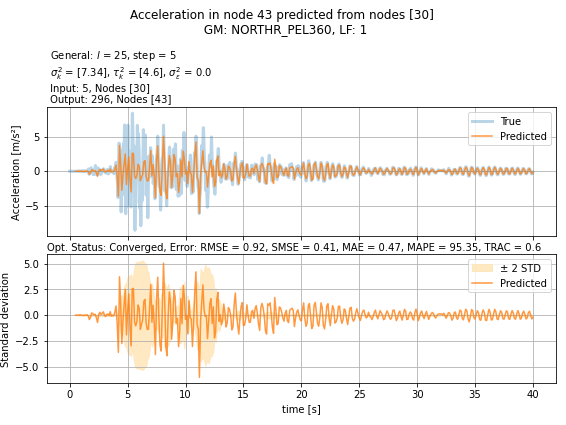 Acceleration in node 43 predicted from nodes [30]
GM: NORTHR_PEL360, LF: 1
General: l = 25, step = 5
σ²ₖ = [7.34], τ²ₖ = [4.6], σ²ε = 0.0
Input: 5, Nodes [30]
Output: 296, Nodes [43]
Acceleration [m/s²]
5
0
−5
True
Predicted
Opt. Status: Converged, Error: RMSE = 0.92, SMSE = 0.41, MAE = 0.47, MAPE = 95.35, TRAC = 0.6
Standard deviation
5.0
2.5
0.0
−2.5
−5.0
± 2 STD
Predicted
0 5 10 15 20 25 30 35 40
time [s]